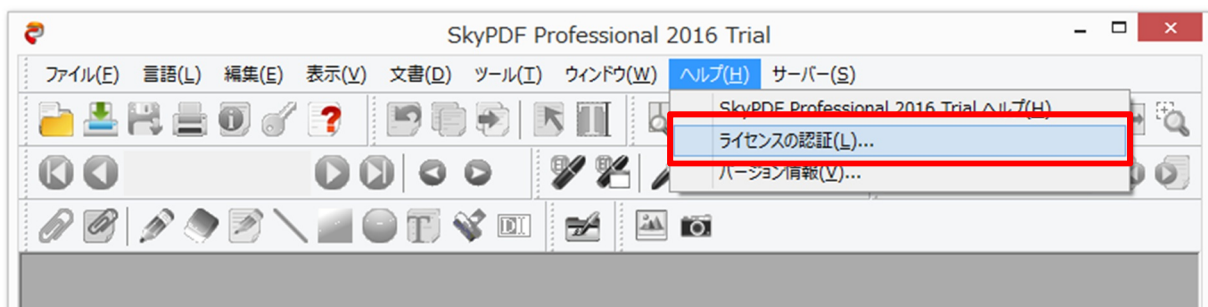 SkyPDF Professional 2016 Trial
ファイル(F) 言語(L) 編集(E) 表示(V) 文書(D) ツール(T) ウィンドウ(W) ヘルプ(H) サーバー(S)
SkyPDF Professional 2016 Trial ヘルプ(H)
ライセンスの認証(L)...
バージョン情報(V)...
T
DI